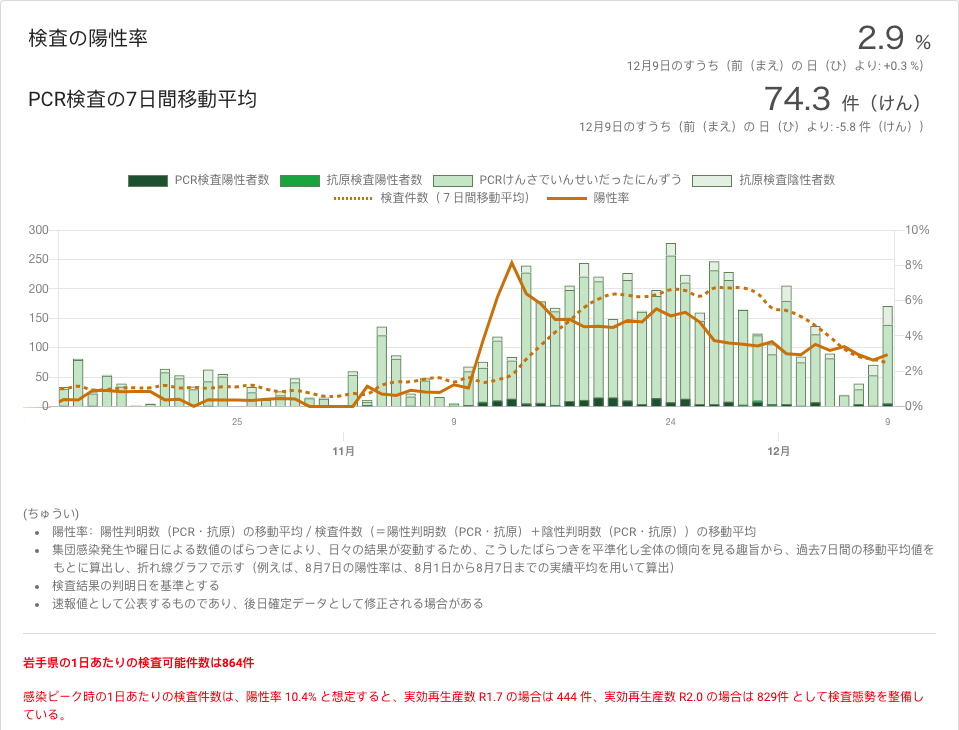 検査の陽性率
2.9 %
12月9日のすうち（前（まえ）の 日（ひ）より: +0.3 %）
PCR検査の7日間移動平均
74.3 件（けん）
12月9日のすうち（前（まえ）の 日（ひ）より: -5.8 件（けん））
PCR検査陽性者数 抗原検査陽性者数 PCRけんさでいんせいだったにんずう 抗原検査陰性者数
検査件数（７日間移動平均） 陽性率
300 10%
250 8%
200 6%
150 4%
100 2%
50
0 0%
25 9 24 9
11月 12月
(ちゅうい)
• 陽性率：陽性判明数（PCR・抗原）の移動平均 / 検査件数（＝陽性判明数（PCR・抗原）＋陰性判明数（PCR・抗原））の移動平均
• 集団感染発生や曜日による数値のばらつきにより、日々の結果が変動するため、こうしたばらつきを平準化し全体の傾向を見る趣旨から、過去7日間の移動平均値を
もとに算出し、折れ線グラフで示す（例えば、8月7日の陽性率は、8月1日から8月7日までの実績平均を用いて算出）
• 検査結果の判明日を基準とする
• 速報値として公表するものであり、後日確定データとして修正される場合がある
岩手県の1日あたりの検査可能件数は864件
感染ピーク時の1日あたりの検査件数は、陽性率 10.4% と想定すると、実効再生産数 R1.7 の場合は 444 件、実効再生産数 R2.0 の場合は 829件 として検査態勢を整備し
ている。